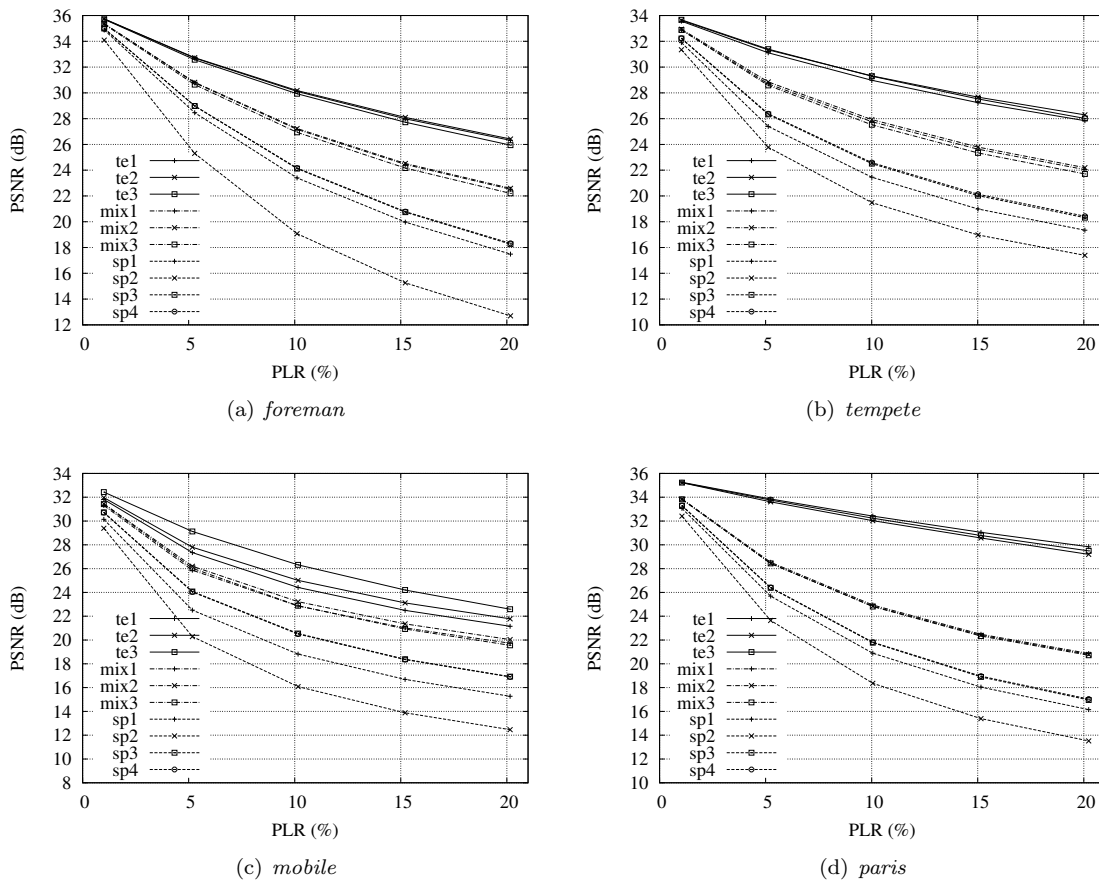 36
34
32
30
28
26
24
22
20
18
16
14
12
PSNR (dB)
te1
te2
te3
mix1
mix2
mix3
sp1
sp2
sp3
sp4
0 5 10 15 20
PLR (%)
(a) foreman
34
32
30
28
26
24
22
20
18
16
14
12
10
PSNR (dB)
te1
te2
te3
mix1
mix2
mix3
sp1
sp2
sp3
sp4
0 5 10 15 20
PLR (%)
(b) tempete
34
32
30
28
26
24
22
20
18
16
14
12
10
8
PSNR (dB)
te1
te2
te3
mix1
mix2
mix3
sp1
sp2
sp3
sp4
0 5 10 15 20
PLR (%)
(c) mobile
36
34
32
30
28
26
24
22
20
18
16
14
12
10
PSNR (dB)
te1
te2
te3
mix1
mix2
mix3
sp1
sp2
sp3
sp4
0 5 10 15 20
PLR (%)
(d) paris